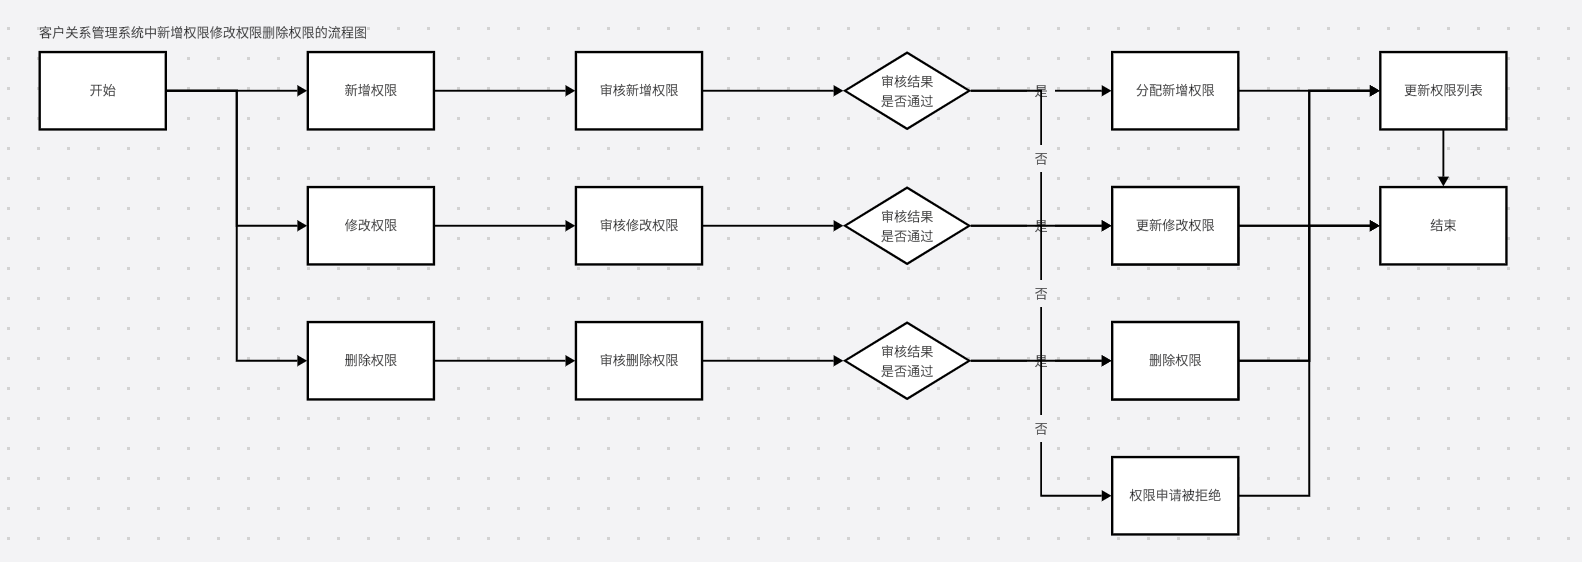 客户关系管理系统中新增权限修改权限删除权限的流程图
开始
新增权限
审核新增权限
审核结果
是否通过
是
分配新增权限
更新权限列表
否
修改权限
审核修改权限
审核结果
是否通过
是
更新修改权限
结束
否
删除权限
审核删除权限
审核结果
是否通过
是
删除权限
否
权限申请被拒绝